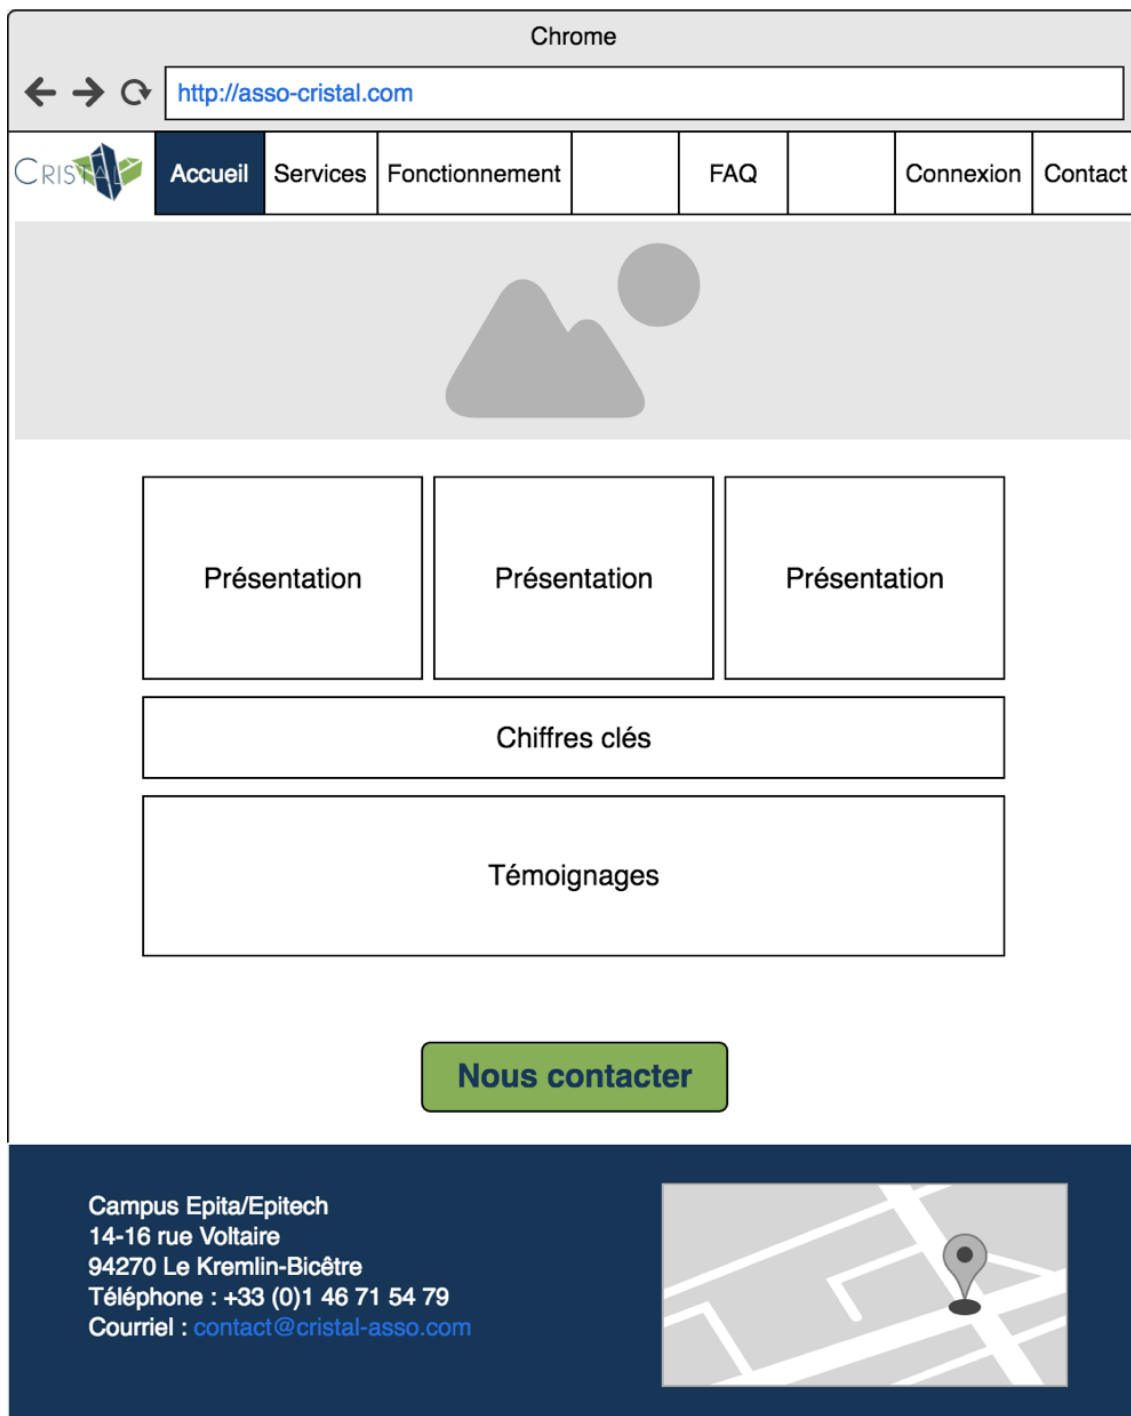 Chrome
http://asso-cristal.com
CRISTAL
Accueil
Services
Fonctionnement
FAQ
Connexion
Contact
Présentation
Présentation
Présentation
Chiffres clés
Témoignages
Nous contacter
Campus Epita/Epitech
14-16 rue Voltaire
94270 Le Kremlin-Bicêtre
Téléphone : +33 (0)1 46 71 54 79
Courriel : contact@cristal-asso.com